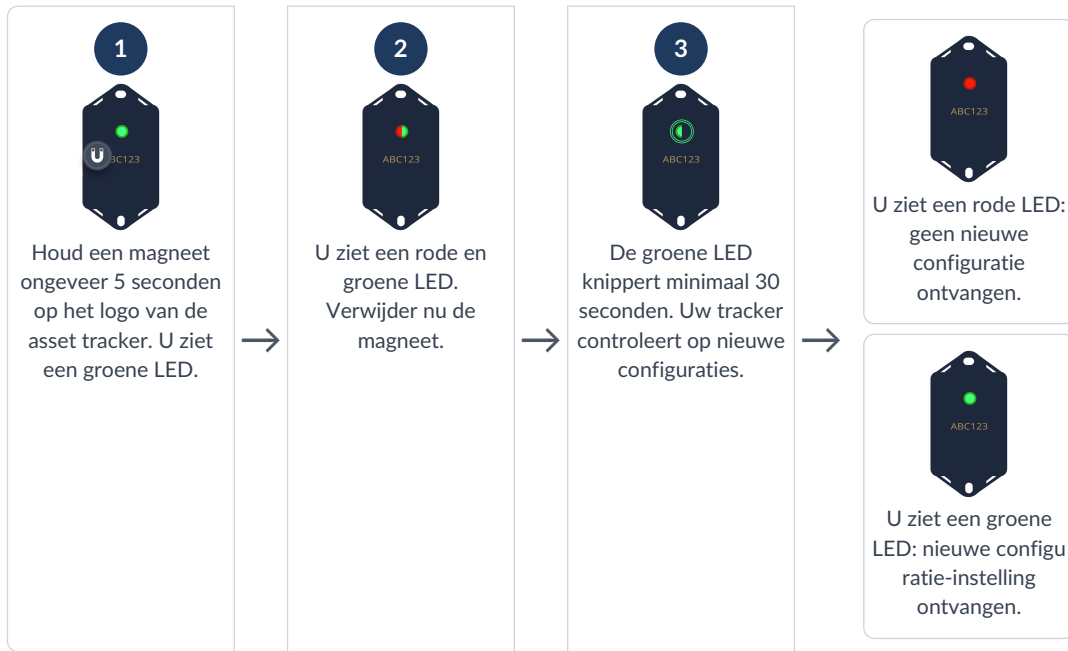 1
ABC123
Houd een magneet
ongeveer 5 seconden
op het logo van de
asset tracker. U ziet
een groene LED.
2
ABC123
U ziet een rode en
groene LED.
Verwijder nu de
magneet.
3
ABC123
De groene LED
knippert minimaal 30
seconden. Uw tracker
controleert op nieuwe
configuraties.
ABC123
U ziet een rode LED:
geen nieuwe
configuratie
ontvangen.
ABC123
U ziet een groene
LED: nieuwe configu
ratie-instelling
ontvangen.